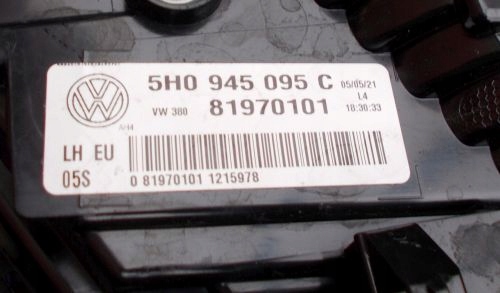 5H0 945 095 C 05/05/21
VW 380 81970101 L4
18:30:33
A/H4
LH EU
05S 0 81970101 1215978